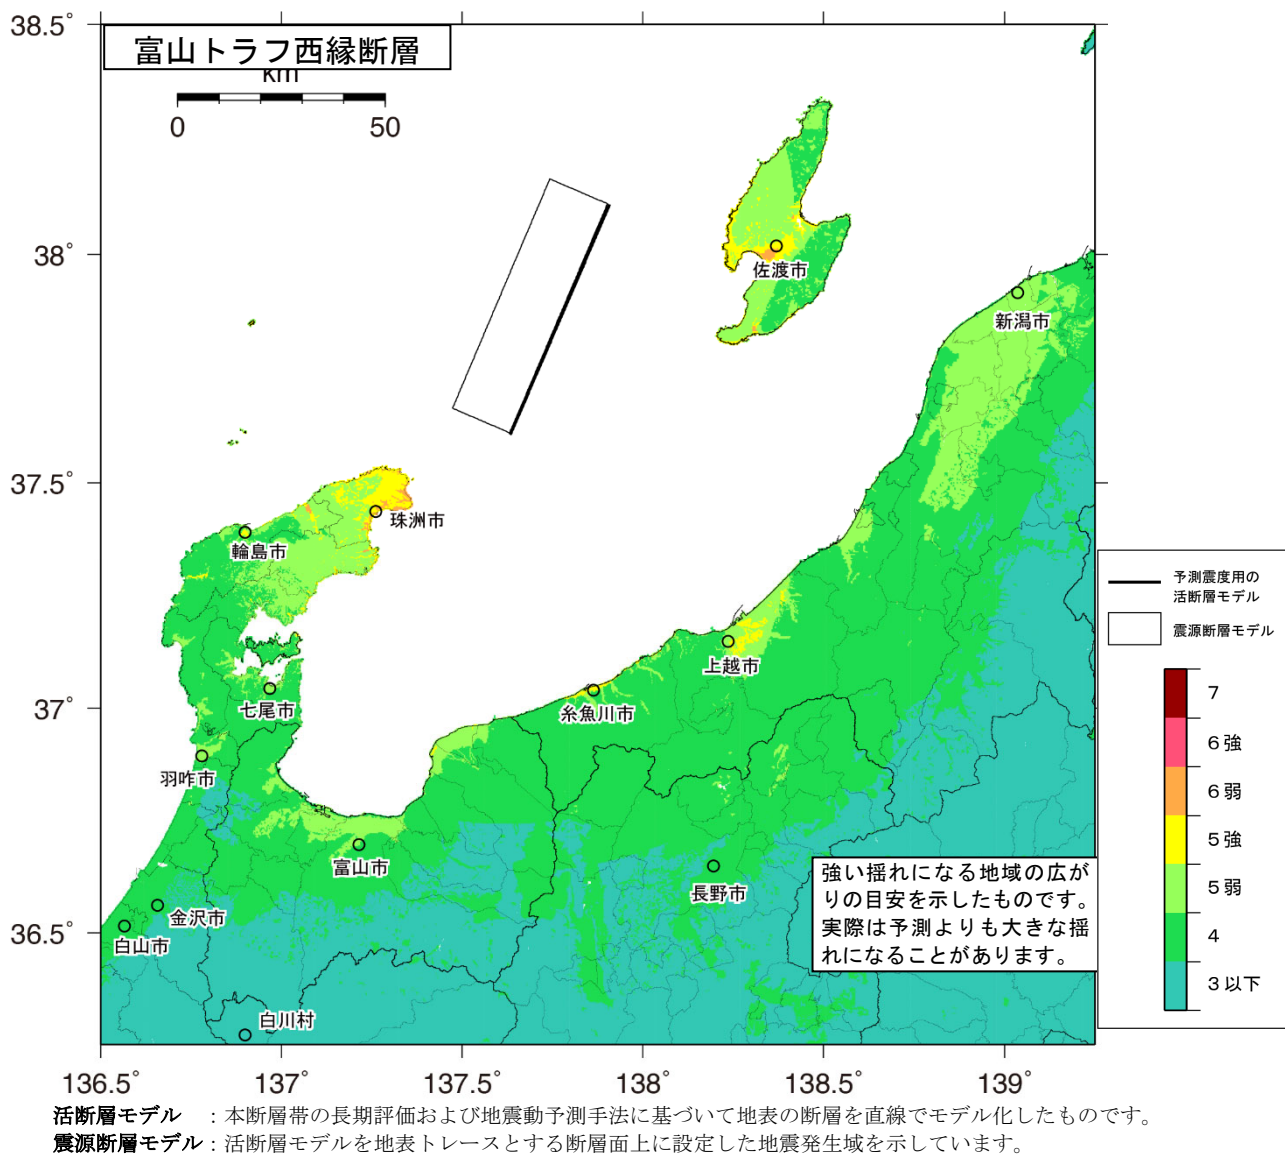 38.5°
富山トラフ西縁断層
km
0 50
38°
佐渡市
新潟市
37.5°
珠洲市
輪島市
予測震度用の
活断層モデル
震源断層モデル
上越市
七尾市
糸魚川市
37°
7
6強
羽咋市
6弱
5強
富山市
長野市
強い揺れになる地域の広が
りの目安を示したものです。
実際は予測よりも大きな揺
れになることがあります。
5弱
金沢市
36.5°
白山市
4
3以下
白川村
136.5° 137° 137.5° 138° 138.5° 139°
活断層モデル ：本断層帯の長期評価および地震動予測手法に基づいて地表の断層を直線でモデル化したものです。
震源断層モデル：活断層モデルを地表トレースとする断層面上に設定した地震発生域を示しています。